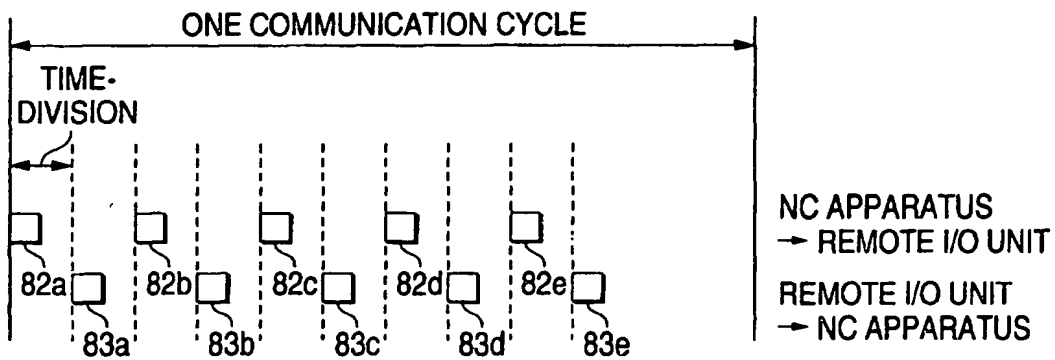 ONE COMMUNICATION CYCLE
TIME-
DIVISION
NC APPARATUS
→ REMOTE I/O UNIT
82a 82b 82c 82d 82e
REMOTE I/O UNIT
→ NC APPARATUS
83a 83b 83c 83d 83e